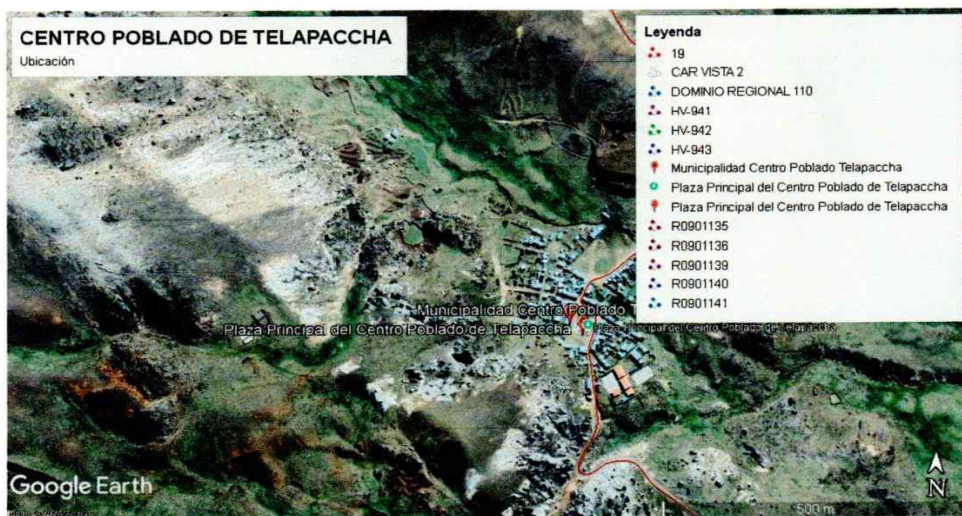 CENTRO POBLADO DE TELAPACCHA
Ubicación
Leyenda
19
CAR VISTA 2
DOMINIO REGIONAL 110
HV-941
HV-942
HV-943
Municipalidad Centro Poblado Telapaccha
Plaza Principal del Centro Poblado de Telapaccha
Plaza Principal del Centro Poblado de Telapaccha
R0901135
R0901136
R0901139
R0901140
R0901141
Municipalidad Centro Poblado T
Plaza Principal del Centro Poblado de Telapaccha
Plaza Principal del Centro Poblado de Telapaccha
Google Earth
N
500 m